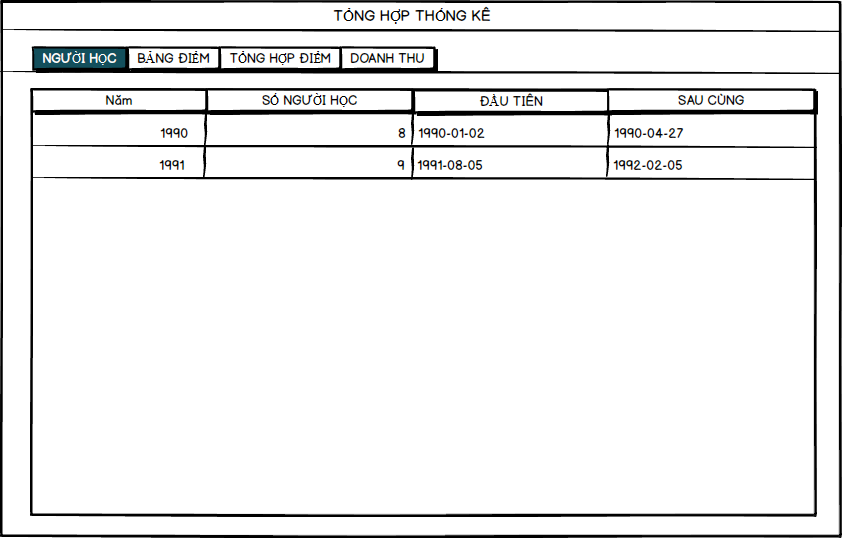 TỔNG HỢP THỐNG KÊ
NGƯỜI HỌC BẢNG ĐIỂM TỔNG HỢP ĐIỂM DOANH THU
Năm SỐ NGƯỜI HỌC ĐẦU TIÊN SAU CÙNG
1990 8 1990-01-02 1990-04-27
1991 9 1991-08-05 1992-02-05